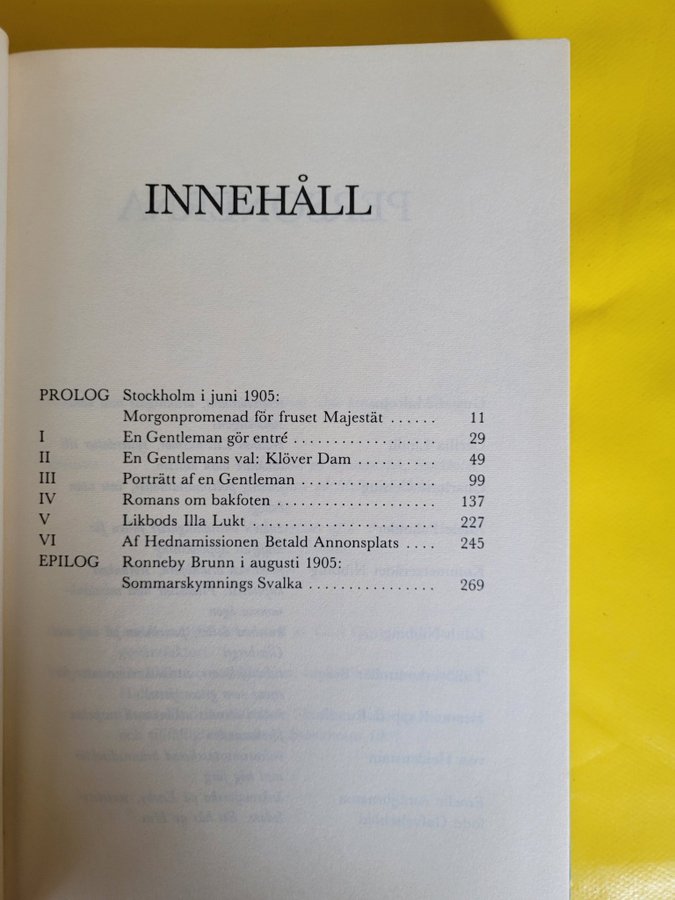 INNEHÅLL
PROLOG Stockholm i juni 1905:
Morgonpromenad för fruset Majestät ...... 11
I En Gentleman gör entré ................. 29
II En Gentlemans val: Klöver Dam .......... 49
III Porträtt af en Gentleman ................ 99
IV Romans om bakfoten .................... 137
V Likbods Illa Lukt ....................... 227
VI Af Hednamissionen Betald Annonsplats .... 245
EPILOG Ronneby Brunn i augusti 1905:
Sommarskymnings Svalka ................ 269